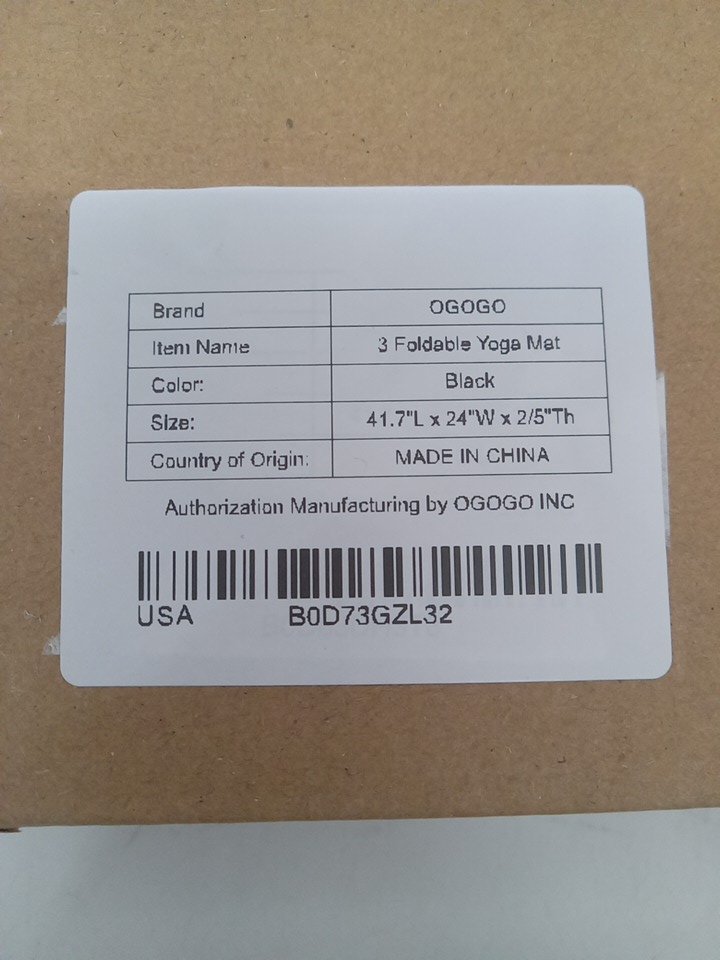 Brand OGOGO
Item Name 3 Foldable Yoga Mat
Color: Black
Size: 41.7"L x 24"W x 2/5"Th
Country of Origin: MADE IN CHINA
Authorization Manufacturing by OGOGO INC
USA B0D73GZL32